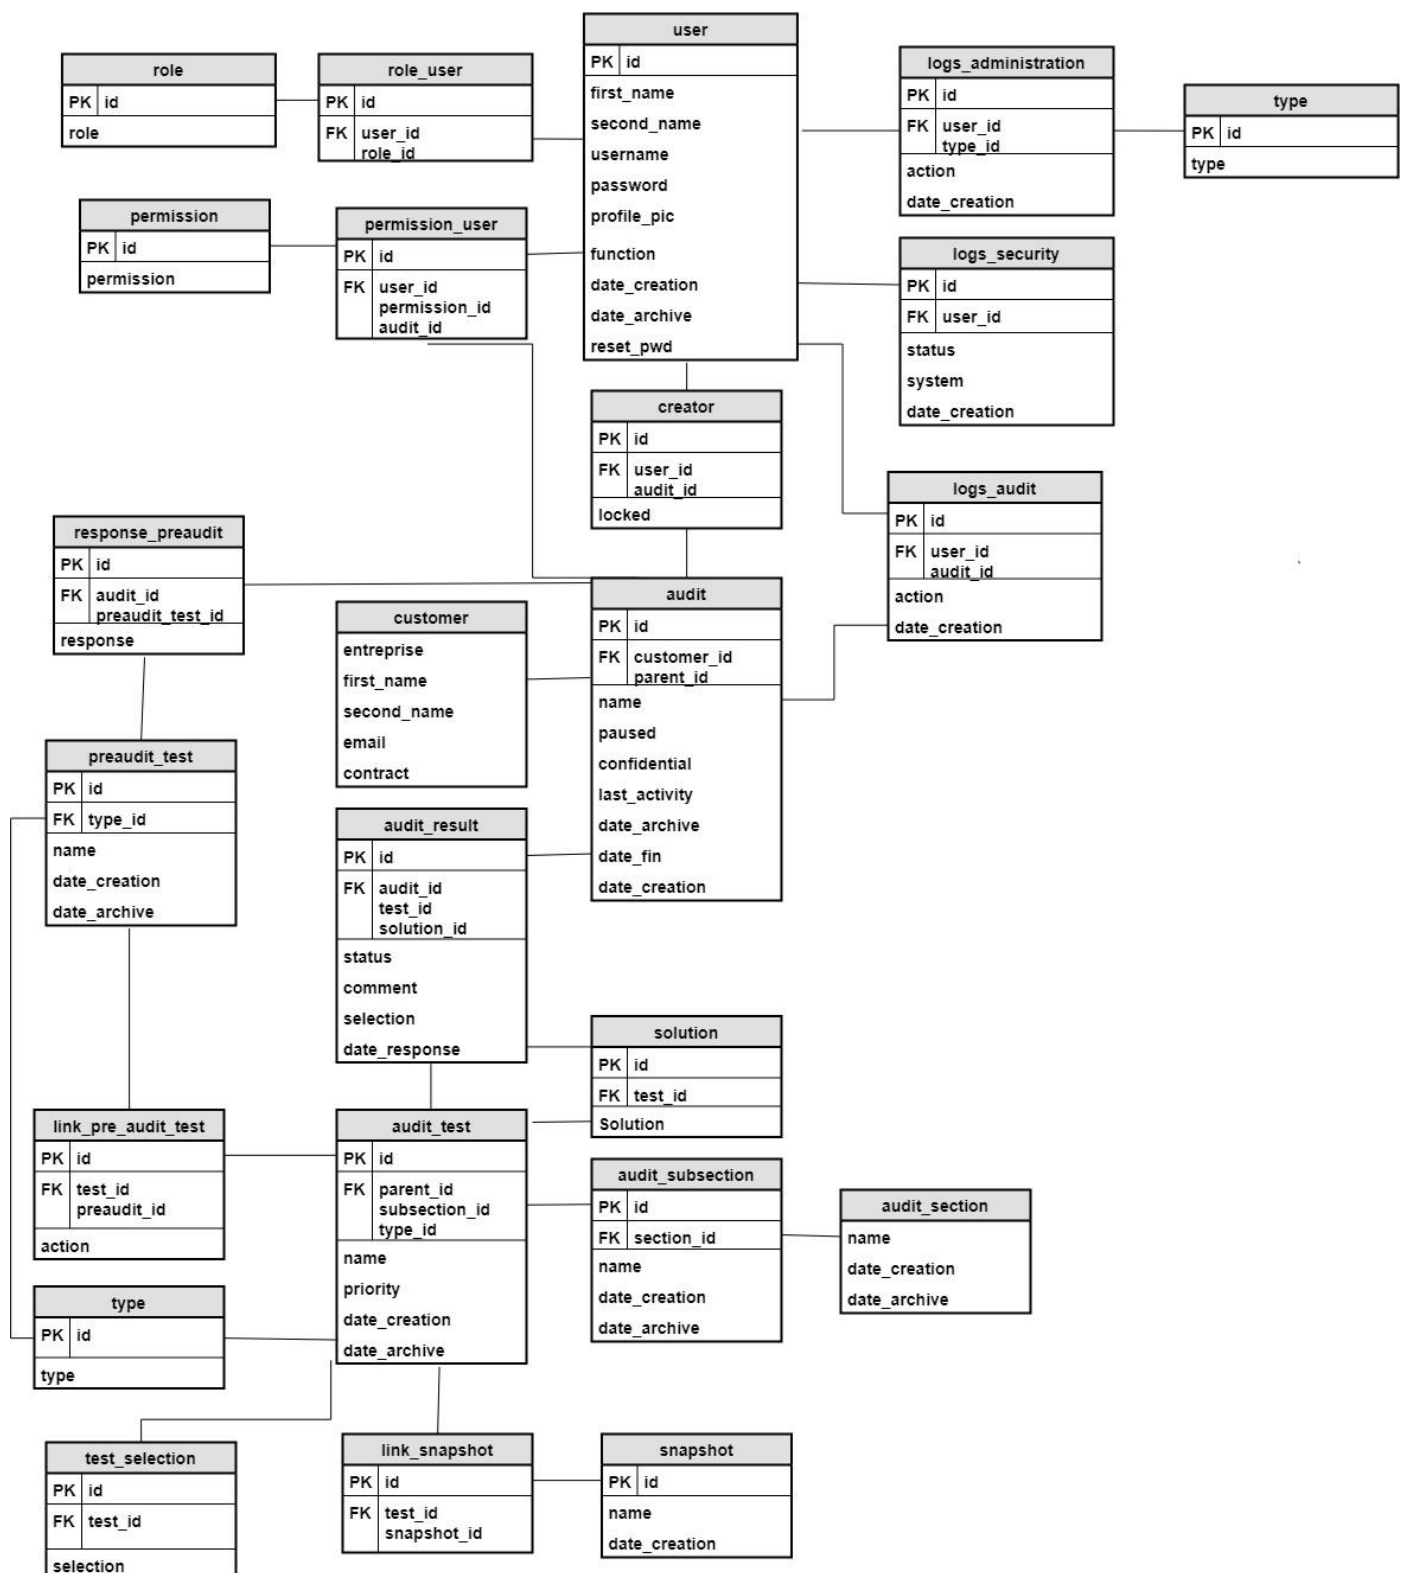 user
PK id
first_name
second_name
username
password
profile_pic
function
date_creation
date_archive
reset_pwd
role
PK id
role
role_user
PK id
FK user_id
role_id
logs_administration
PK id
FK user_id
type_id
action
date_creation
type
PK id
type
permission
PK id
permission
permission_user
PK id
FK user_id
permission_id
audit_id
logs_security
PK id
FK user_id
status
system
date_creation
creator
PK id
FK user_id
audit_id
locked
logs_audit
PK id
FK user_id
audit_id
action
date_creation
response_preaudit
PK id
FK audit_id
preaudit_test_id
response
customer
entreprise
first_name
second_name
email
contract
audit
PK id
FK customer_id
parent_id
name
paused
confidential
last_activity
date_archive
date_fin
date_creation
preaudit_test
PK id
FK type_id
name
date_creation
date_archive
audit_result
PK id
FK audit_id
test_id
solution_id
status
comment
selection
date_response
solution
PK id
FK test_id
Solution
link_pre_audit_test
PK id
FK test_id
preaudit_id
action
audit_test
PK id
FK parent_id
subsection_id
type_id
name
priority
date_creation
date_archive
audit_subsection
PK id
FK section_id
name
date_creation
date_archive
audit_section
name
date_creation
date_archive
type
PK id
type
test_selection
PK id
FK test_id
selection
link_snapshot
PK id
FK test_id
snapshot_id
snapshot
PK id
name
date_creation